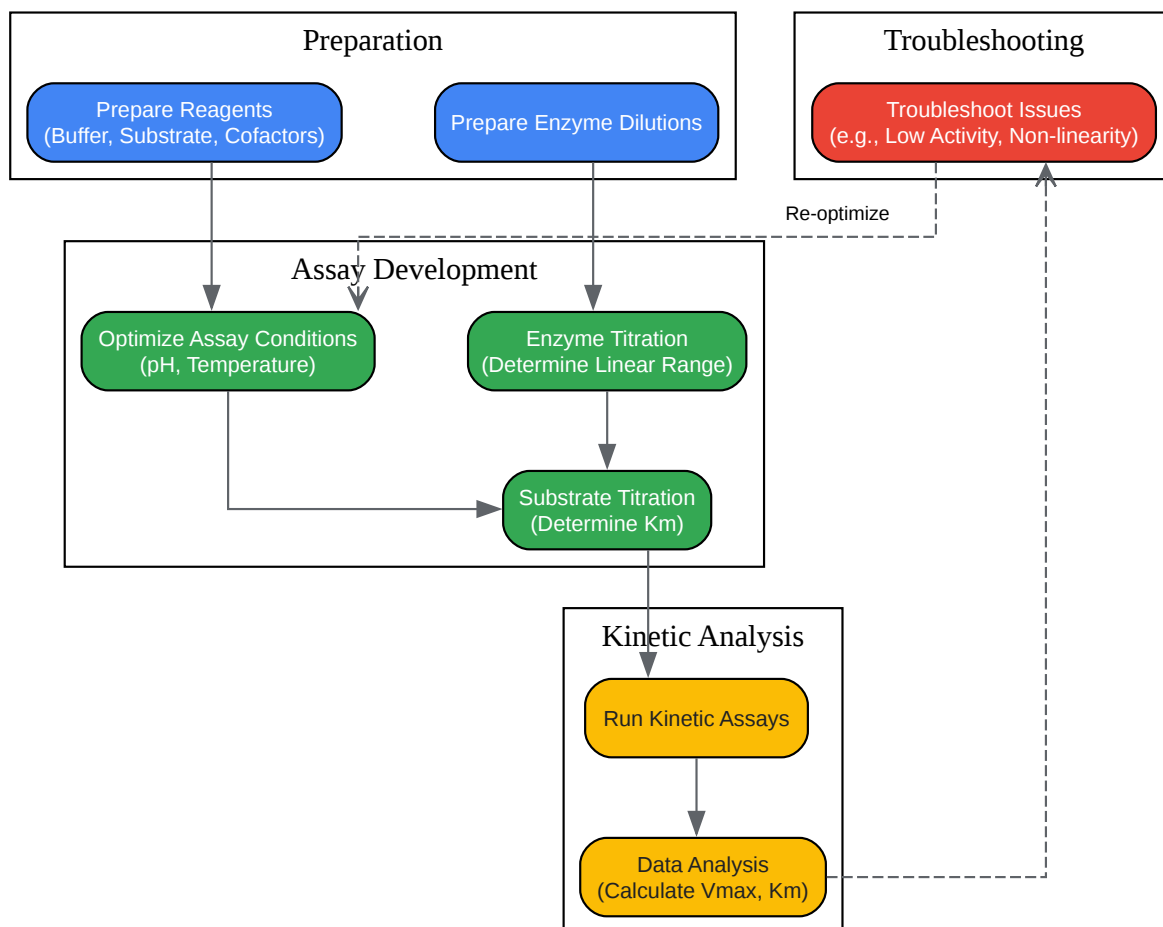 Preparation
Troubleshooting
Prepare Reagents
(Buffer, Substrate, Cofactors)
Prepare Enzyme Dilutions
Troubleshoot Issues
(e.g., Low Activity, Non-linearity)
Re-optimize
Assay Development
Optimize Assay Conditions
(pH, Temperature)
Enzyme Titration
(Determine Linear Range)
Substrate Titration
(Determine Km)
Kinetic Analysis
Run Kinetic Assays
Data Analysis
(Calculate Vmax, Km)